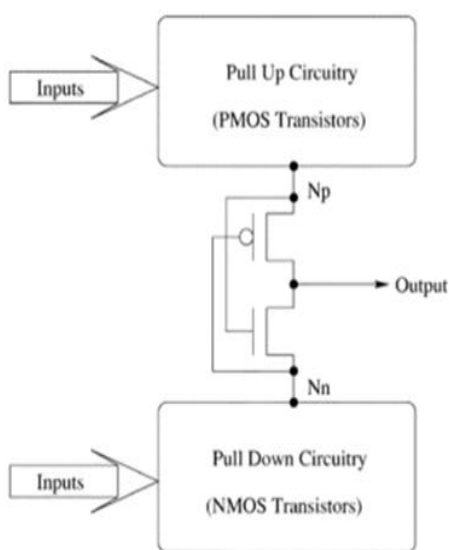 Pull Up Circuitry
Inputs
(PMOS Transistors)
Np
Output
Nn
Pull Down Circuitry
Inputs
(NMOS Transistors)